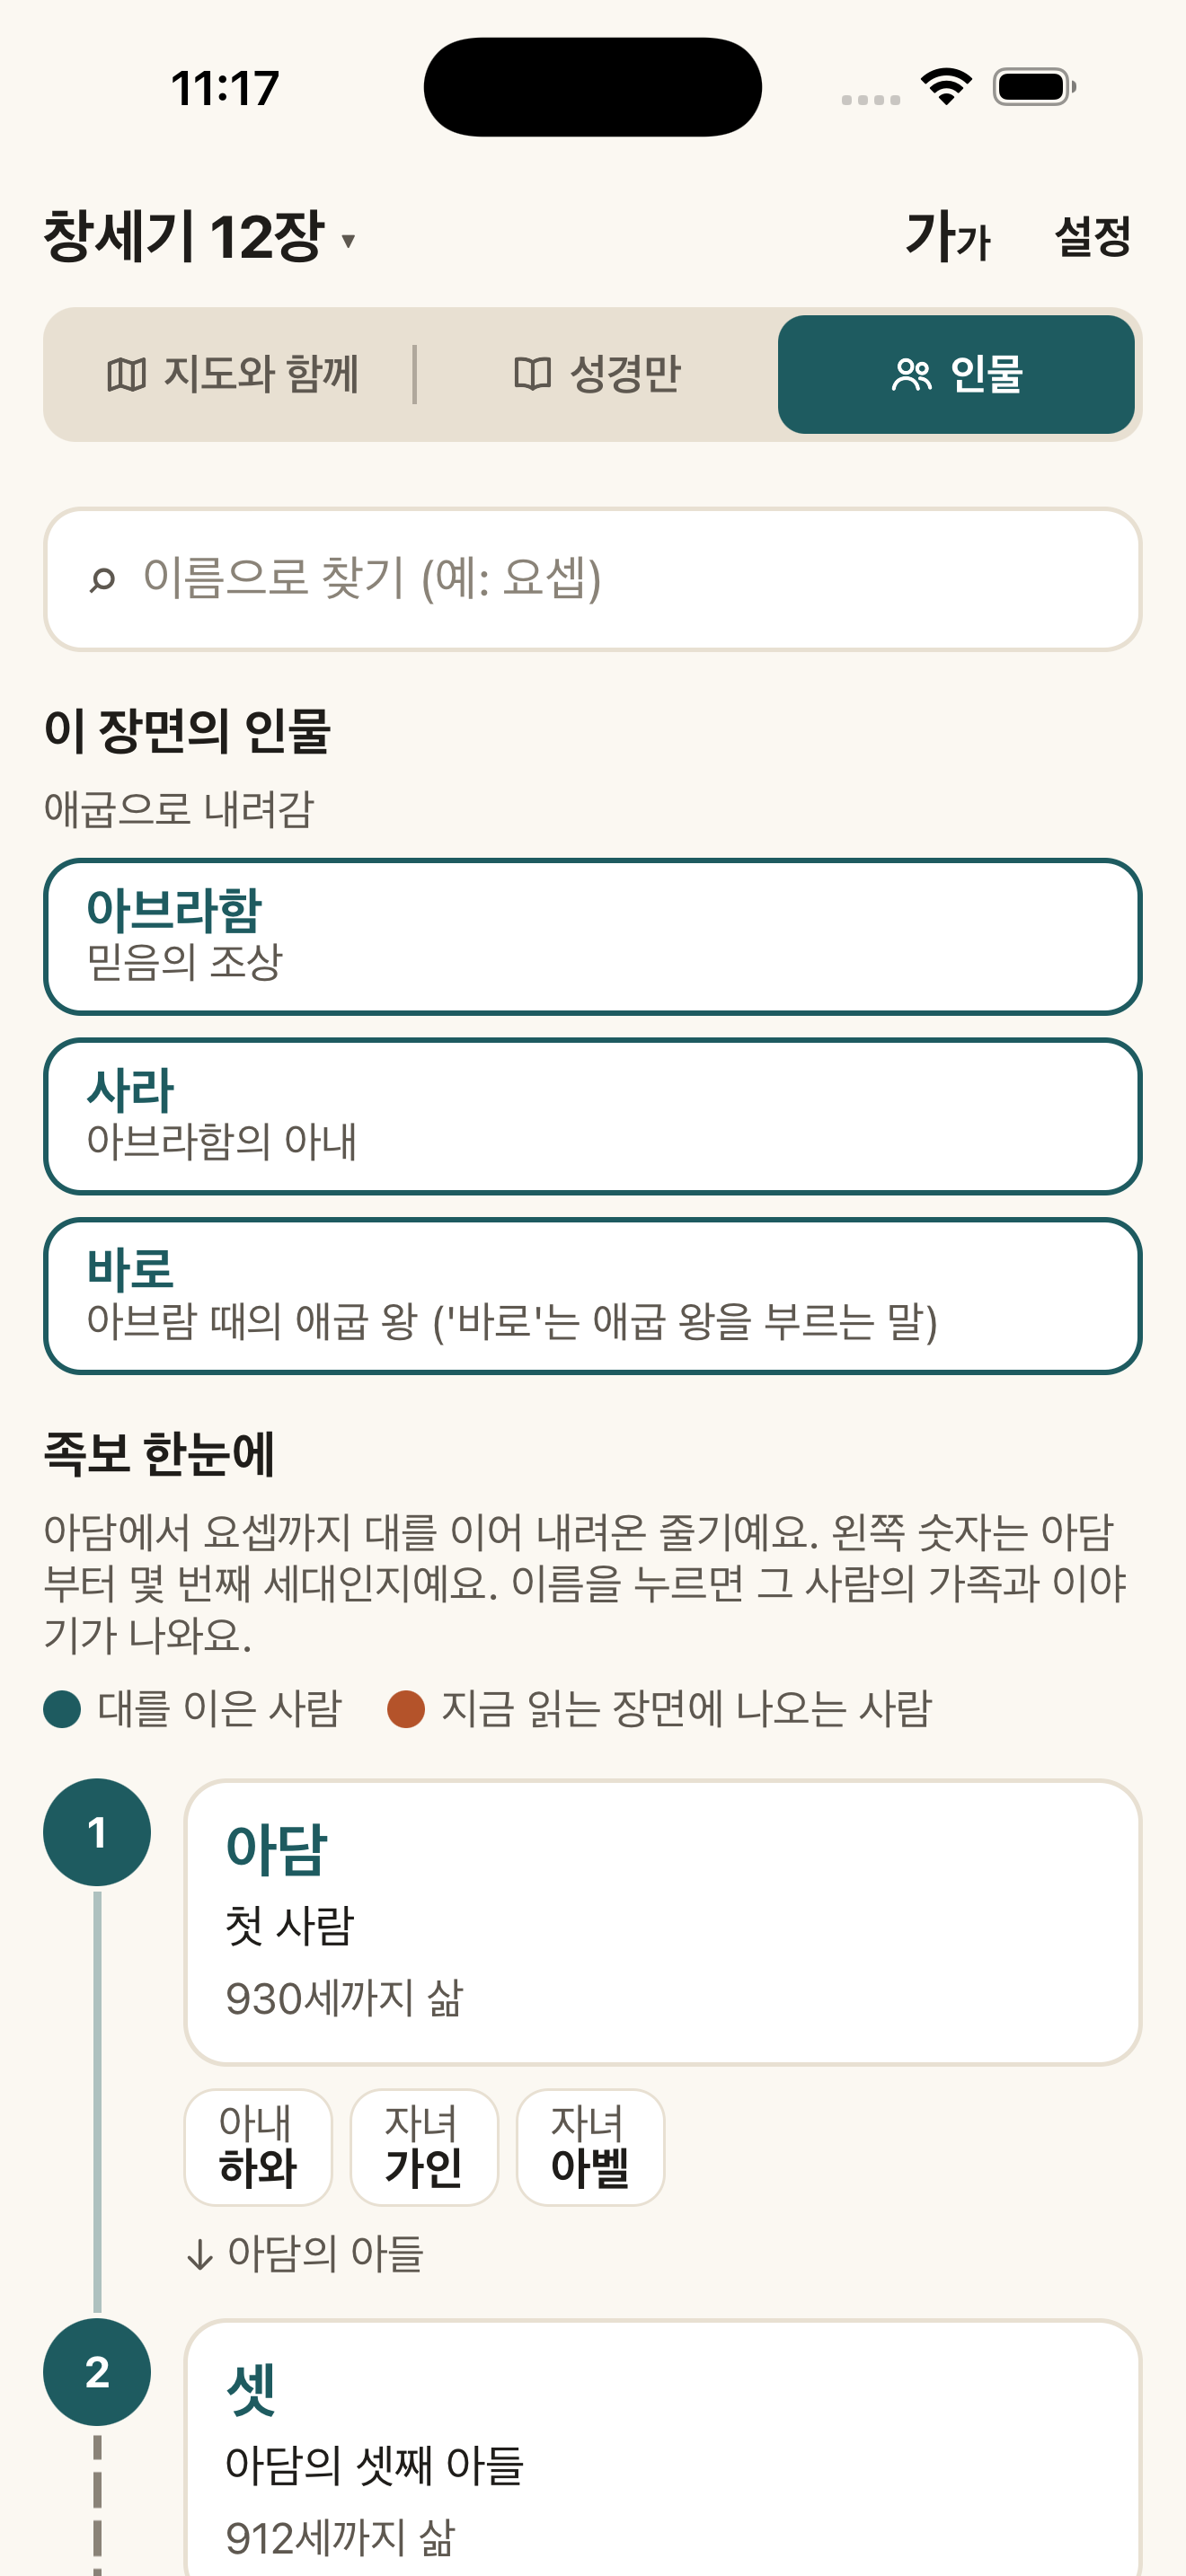 11:17
창세기 12장 ▾
가가 설정
지도와 함께 성경만 인물
이름으로 찾기 (예: 요셉)
이 장면의 인물
애굽으로 내려감
아브라함
믿음의 조상
사라
아브라함의 아내
바로
아브람 때의 애굽 왕 ('바로'는 애굽 왕을 부르는 말)
족보 한눈에
아담에서 요셉까지 대를 이어 내려온 줄기예요. 왼쪽 숫자는 아담
부터 몇 번째 세대인지예요. 이름을 누르면 그 사람의 가족과 이야
기가 나와요.
대를 이은 사람 지금 읽는 장면에 나오는 사람
1
아담
첫 사람
930세까지 삶
아내 자녀 자녀
하와 가인 아벨
↓ 아담의 아들
2
셋
아담의 셋째 아들
912세까지 삶